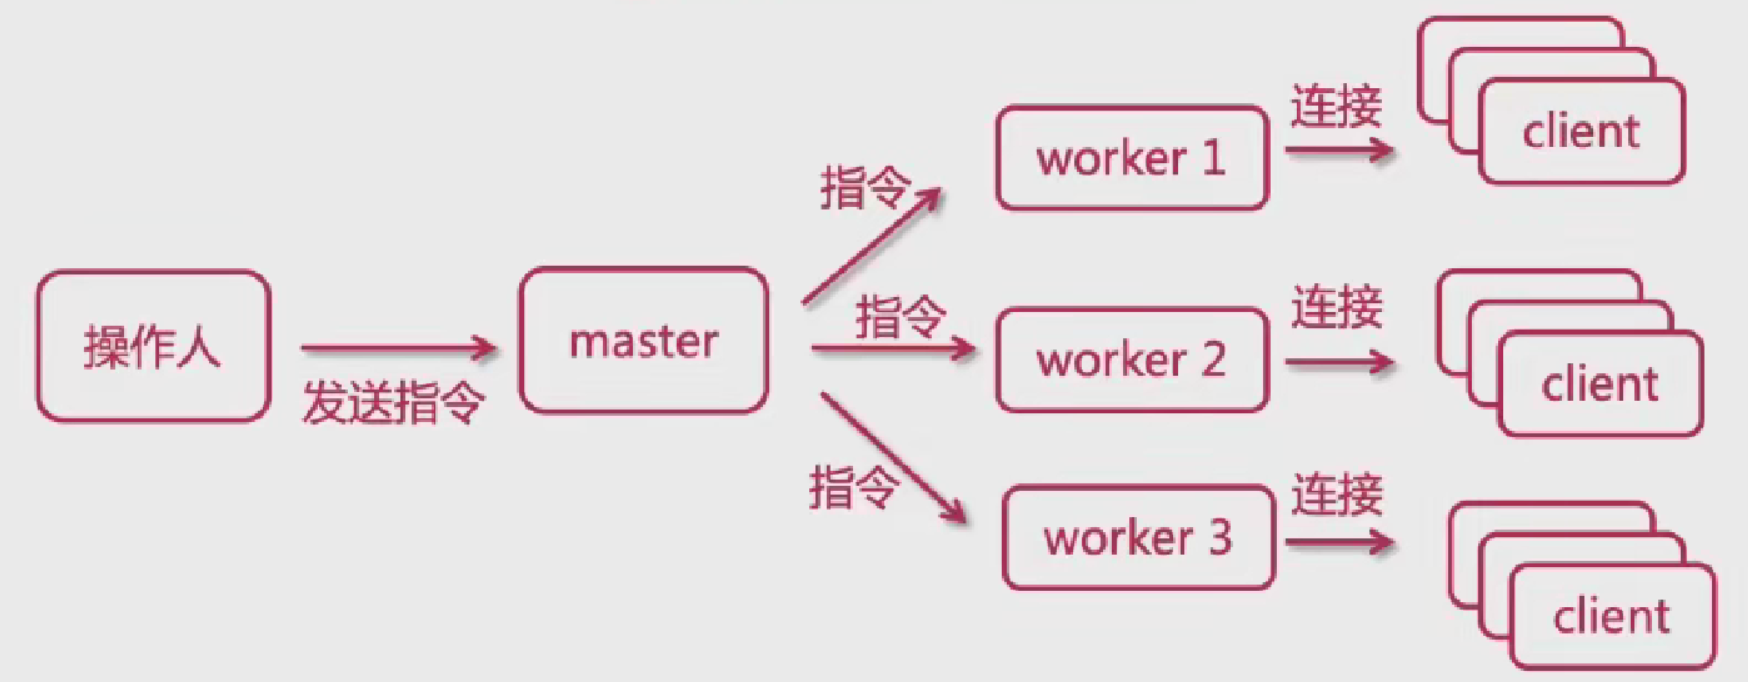 操作人
发送指令
master
指令
指令
指令
worker 1
连接
client
worker 2
连接
client
worker 3
连接
client